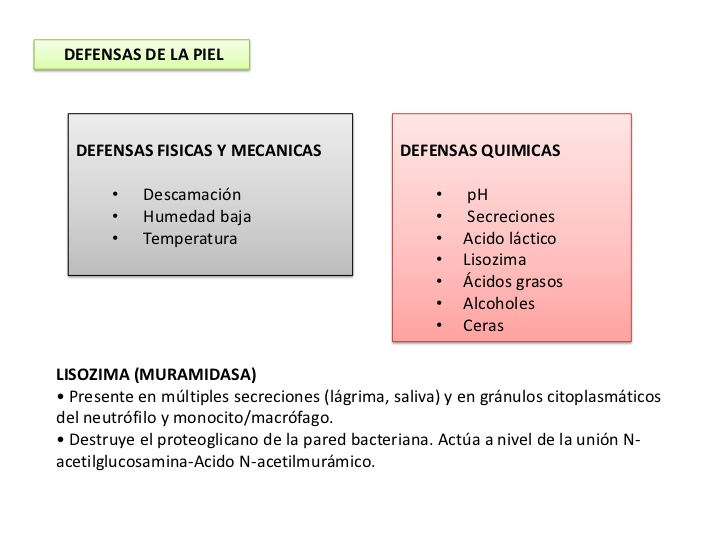 DEFENSAS DE LA PIEL
DEFENSAS FISICAS Y MECANICAS
• Descamación
• Humedad baja
• Temperatura
DEFENSAS QUIMICAS
• pH
• Secreciones
• Acido láctico
• Lisozima
• Ácidos grasos
• Alcoholes
• Ceras
LISOZIMA (MURAMIDASA)
• Presente en múltiples secreciones (lágrima, saliva) y en gránulos citoplasmáticos
del neutrófilo y monocito/macrófago.
• Destruye el proteoglicano de la pared bacteriana. Actúa a nivel de la unión N-
acetilglucosamina-Acido N-acetilmurámico.